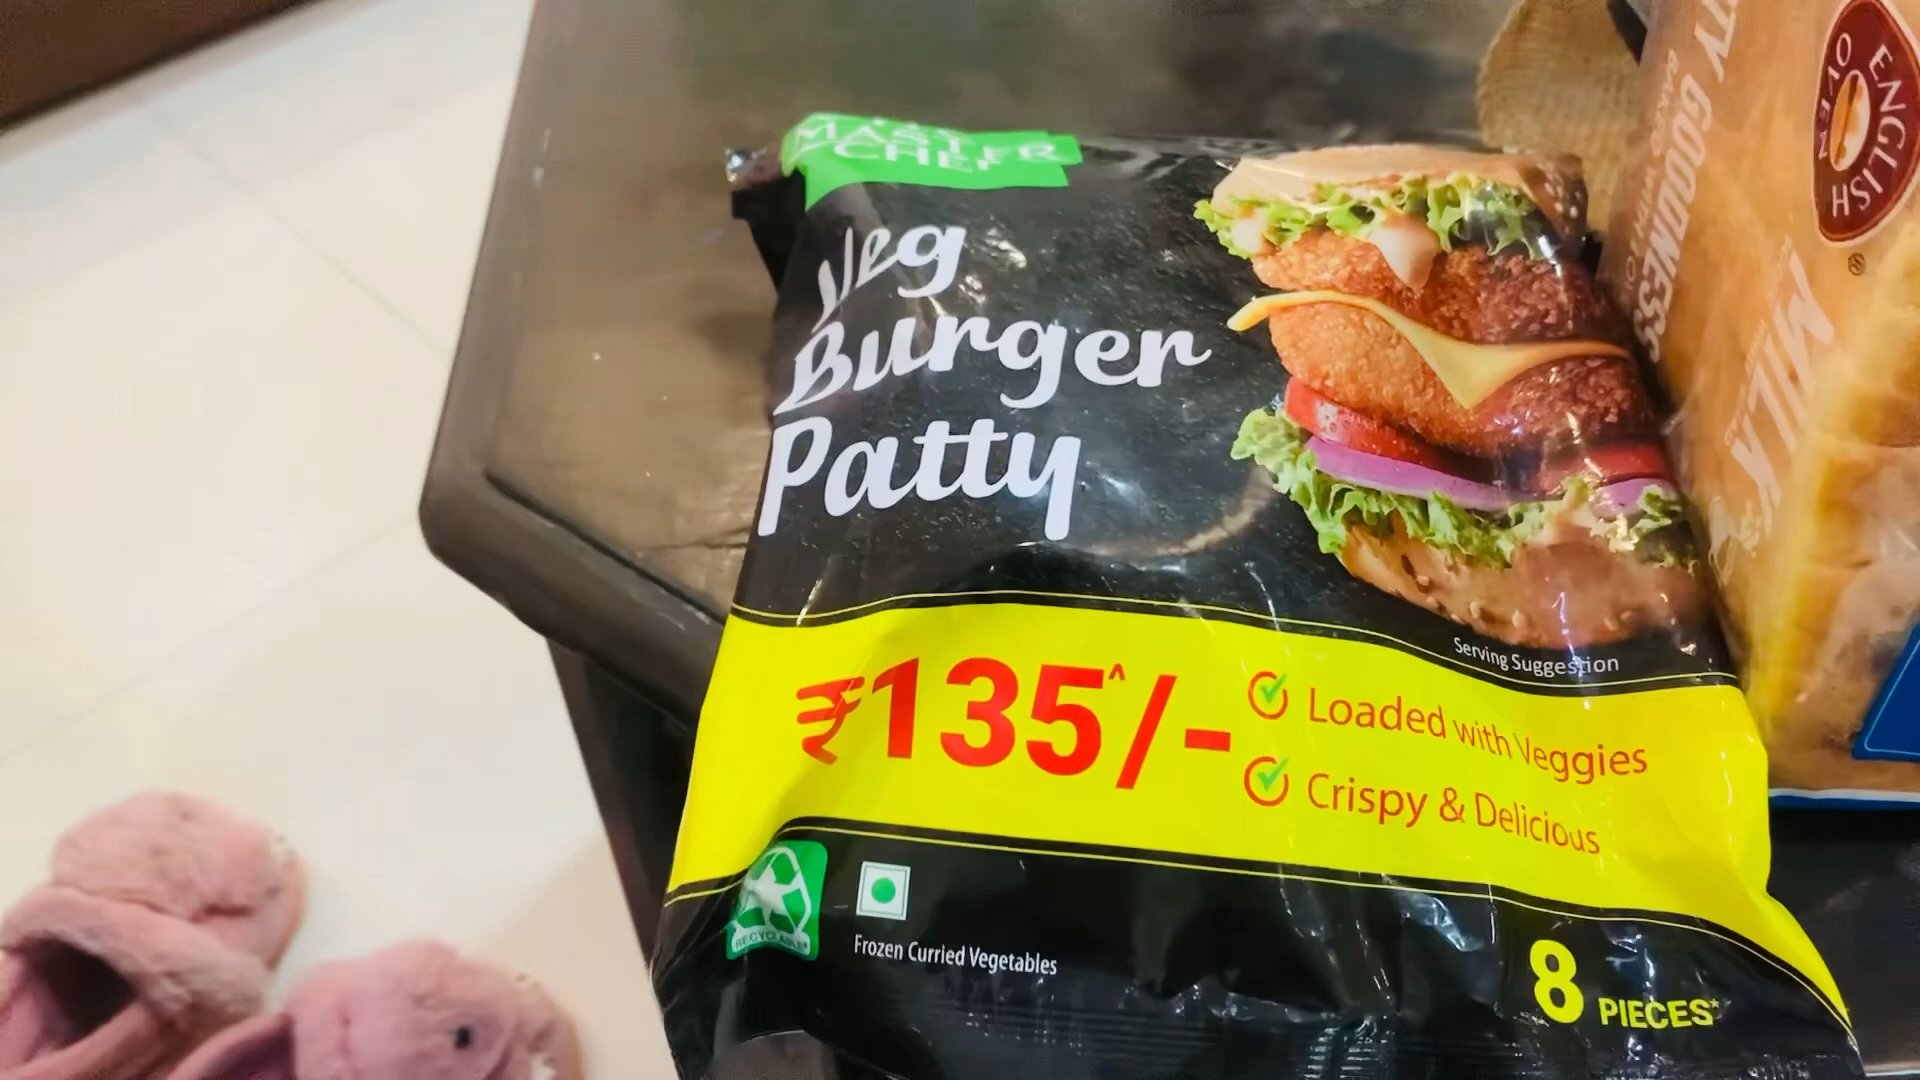 MASTER
CHEF
Veg
Burger
Patty
Serving Suggestion
₹135^/-
Loaded with Veggies
Crispy & Delicious
RECYCLABLE*
Frozen Curried Vegetables
8 PIECES*
ENGLISH
OVEN
®
GOODNESS
MILK